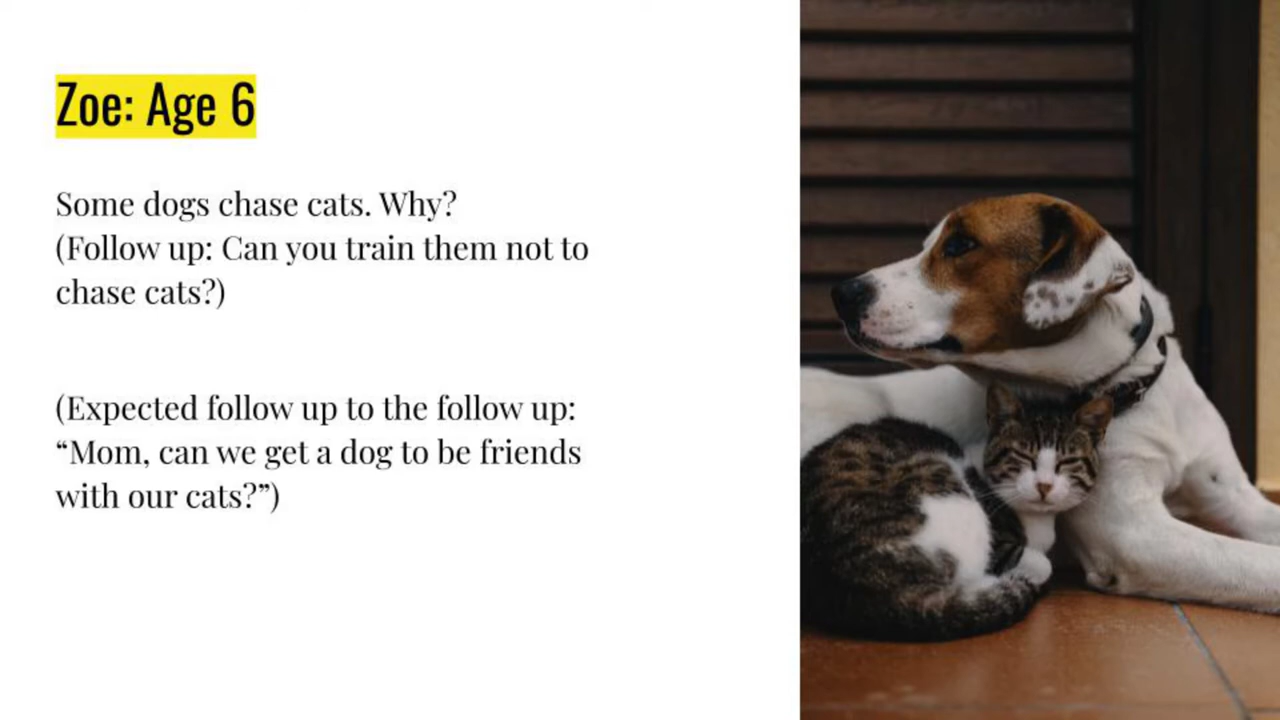 Zoe: Age 6
Some dogs chase cats. Why?
(Follow up: Can you train them not to
chase cats?)
(Expected follow up to the follow up:
“Mom, can we get a dog to be friends
with our cats?”)